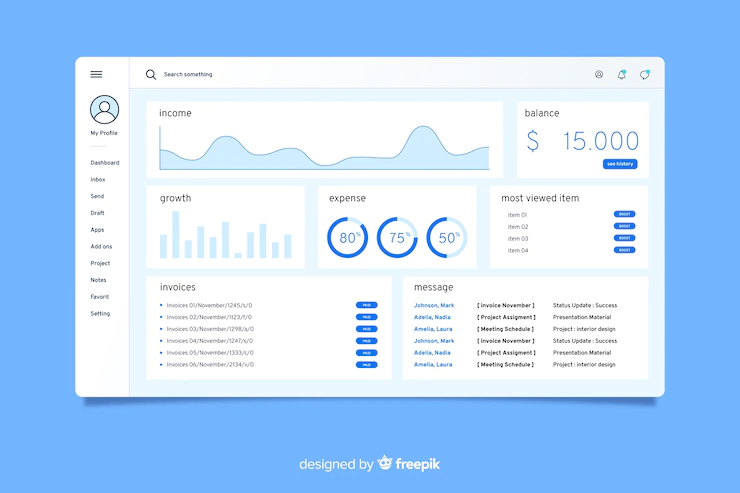 Search something
My Profile
Dashboard
Inbox
Send
Draft
Apps
Add ons
Project
Notes
Favorit
Setting
income
balance
$ 15.000
see history
growth
expense
80%
75%
50%
most viewed item
item 01 BOOST
item 02 BOOST
item 03 BOOST
item 04 BOOST
invoices
Invoices 01/November/1245/s/0 PAID
Invoices 02/November/1123/f/0 PAID
Invoices 03/November/1298/a/0 PAID
Invoices 04/November/1247/s/0 PAID
Invoices 05/November/1333/l/0 PAID
Invoices 06/November/2134/v/0 PAID
message
Johnson, Mark [ invoice November ] Status Update : Success
Adelia, Nadia [ Project Assigment ] Presentation Material
Amelia, Laura [ Meeting Schedule ] Project : interior design
Johnson, Mark [ invoice November ] Status Update : Success
Adelia, Nadia [ Project Assigment ] Presentation Material
Amelia, Laura [ Meeting Schedule ] Project : interior design
designed by freepik